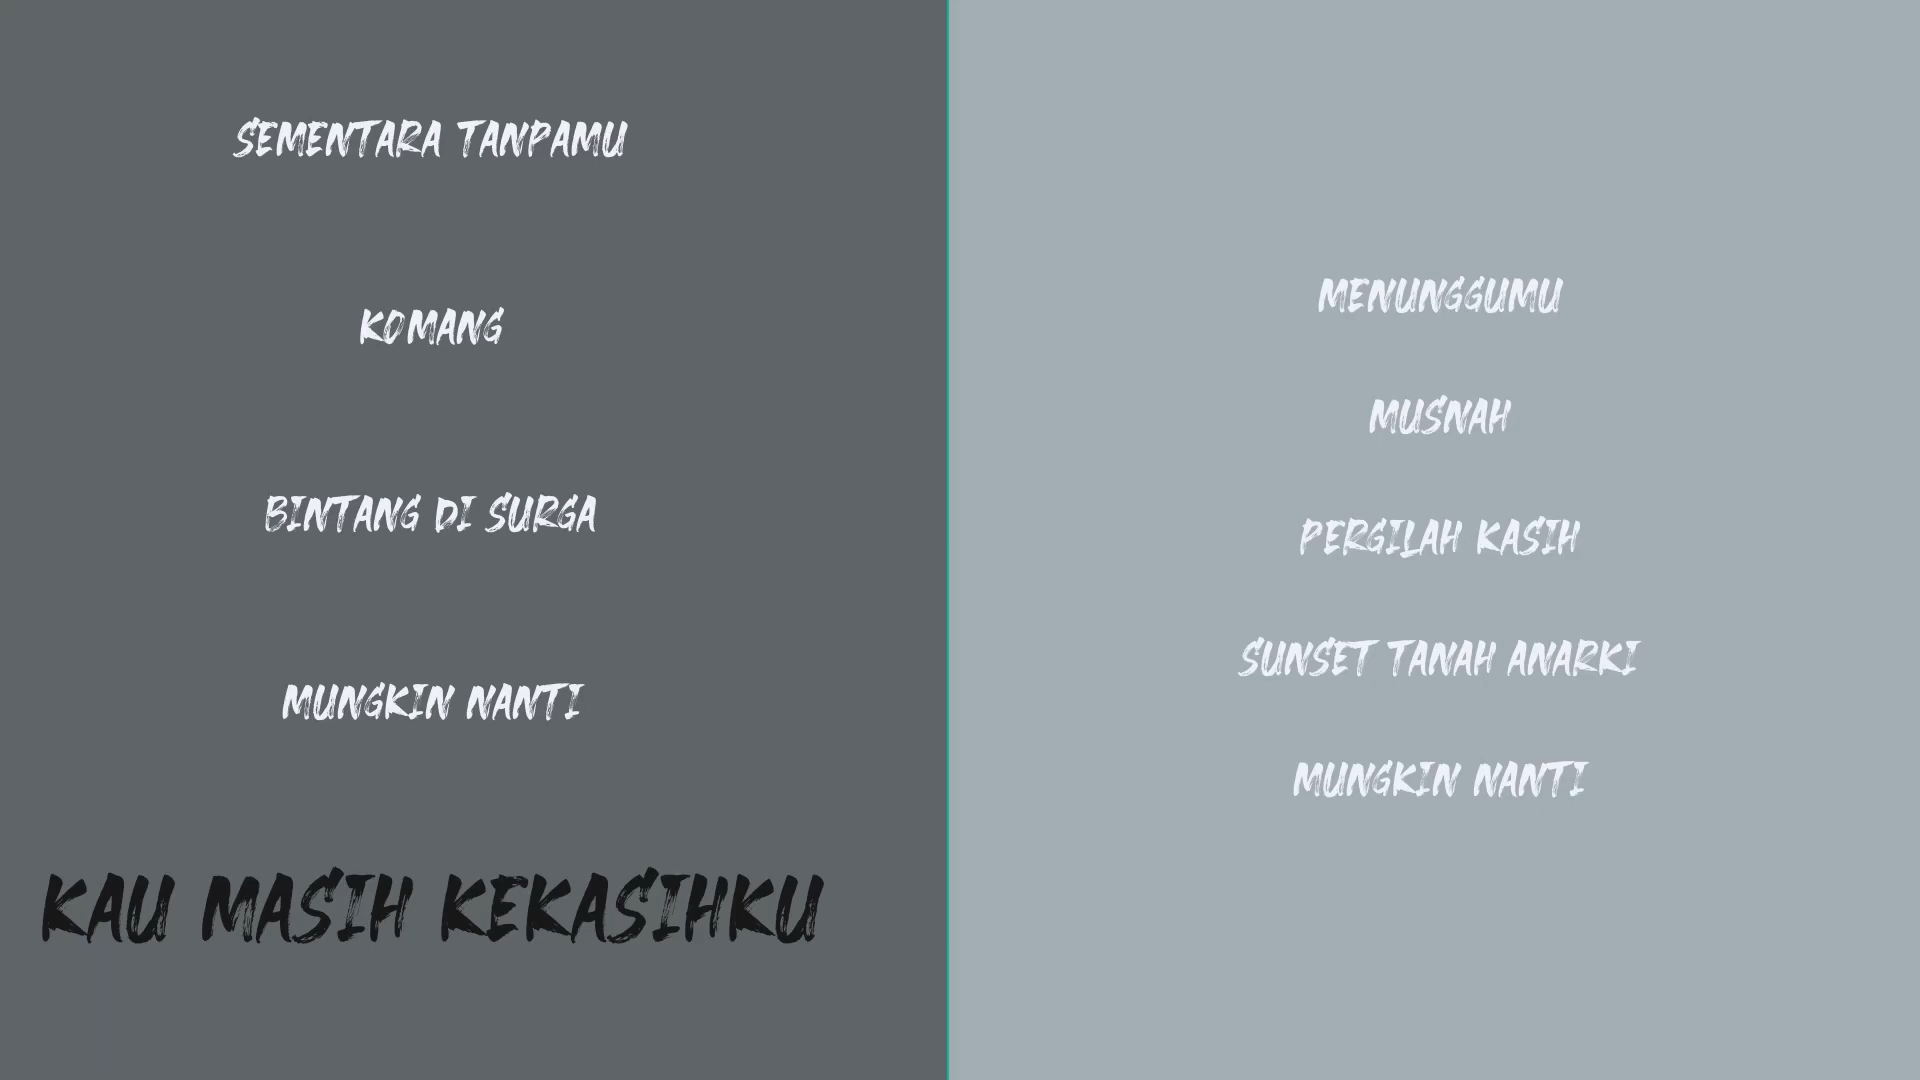 SEMENTARA TANPAMU
KOMANG
BINTANG DI SURGA
MUNGKIN NANTI
KAU MASIH KEKASIHKU
MENUNGGUMU
MUSNAH
PERGILAH KASIH
SUNSET TANAH ANARKI
MUNGKIN NANTI